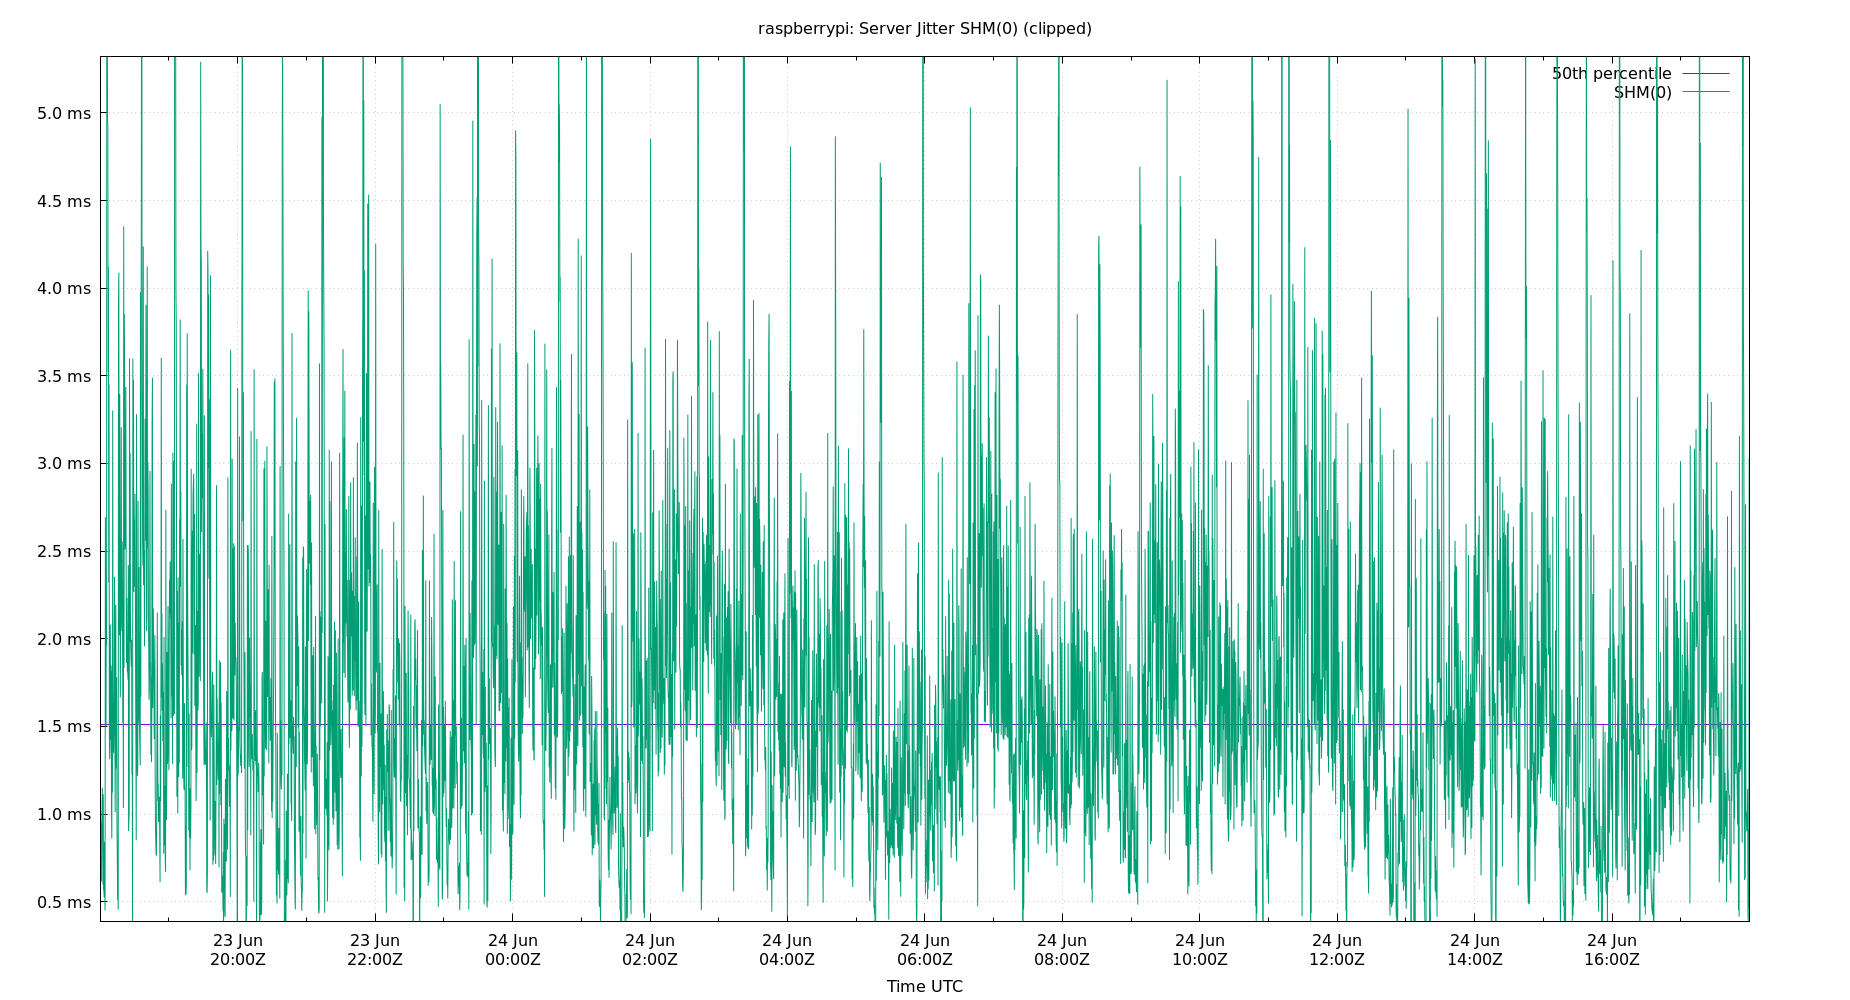 raspberrypi: Server Jitter SHM(0) (clipped)
50th percentile
SHM(0)
5.0 ms
4.5 ms
4.0 ms
3.5 ms
3.0 ms
2.5 ms
2.0 ms
1.5 ms
1.0 ms
0.5 ms
23 Jun 23 Jun 24 Jun 24 Jun 24 Jun 24 Jun 24 Jun 24 Jun 24 Jun 24 Jun 24 Jun
20:00Z 22:00Z 00:00Z 02:00Z 04:00Z 06:00Z 08:00Z 10:00Z 12:00Z 14:00Z 16:00Z
Time UTC